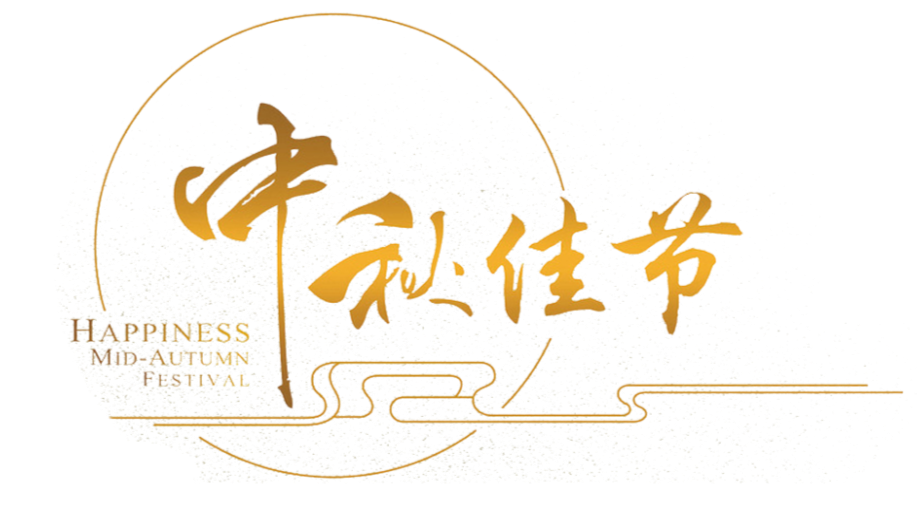 中秋佳节
HAPPINESS
MID-AUTUMN
FESTIVAL